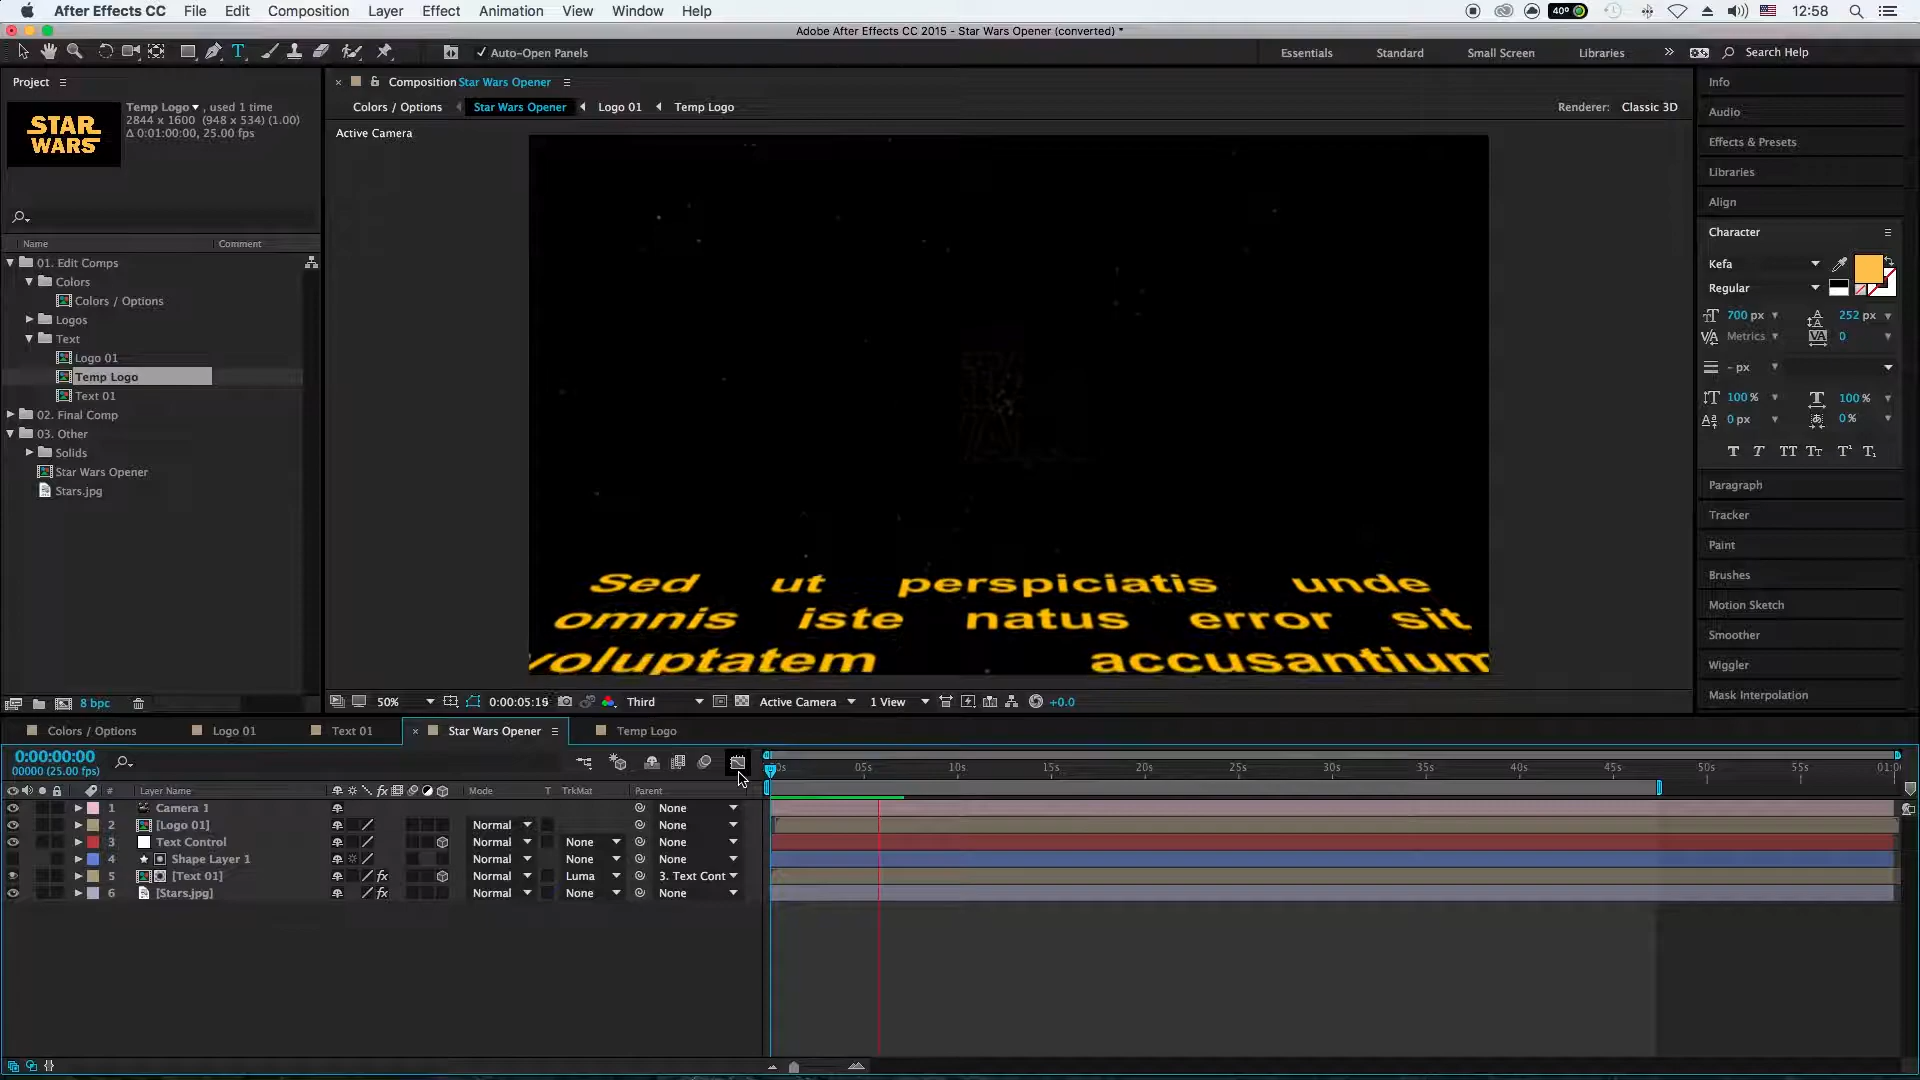 After Effects CC File Edit Composition Layer Effect Animation View Window Help 40° 12:58
Adobe After Effects CC 2015 - Star Wars Opener (converted) *
T Auto-Open Panels Essentials Standard Small Screen Libraries » Search Help
Project
Temp Logo , used 1 time
2844 x 1600 (948 x 534) (1.00)
Δ 0:01:00:00, 25.00 fps
STAR
WARS
Name Comment
01. Edit Comps
Colors
Colors / Options
Logos
Text
Logo 01
Temp Logo
Text 01
02. Final Comp
03. Other
Solids
Star Wars Opener
Stars.jpg
8 bpc
Composition Star Wars Opener
Colors / Options Star Wars Opener Logo 01 Temp Logo Renderer: Classic 3D
Active Camera
Sed ut perspiciatis unde
omnis iste natus error sit
voluptatem accusantium
50% 0:00:05:19 Third Active Camera 1 View +0.0
Info
Audio
Effects & Presets
Libraries
Align
Character
Kefa
Regular
700 px 252 px
Metrics 0
- px
100 % 100 %
0 px 0 %
T T TT Tt T¹ T₁
Paragraph
Tracker
Paint
Brushes
Motion Sketch
Smoother
Wiggler
Mask Interpolation
Colors / Options Logo 01 Text 01 Star Wars Opener Temp Logo
0:00:00:00
00000 (25.00 fps)
05s 10s 15s 20s 25s 30s 35s 40s 45s 50s 55s 01:0
# Layer Name fx Mode T TrkMat Parent
1 Camera 1 None
2 [Logo 01] Normal None
3 Text Control Normal None None
4 Shape Layer 1 Normal None None
5 [Text 01] fx Normal Luma 3. Text Cont
6 [Stars.jpg] fx Normal None None